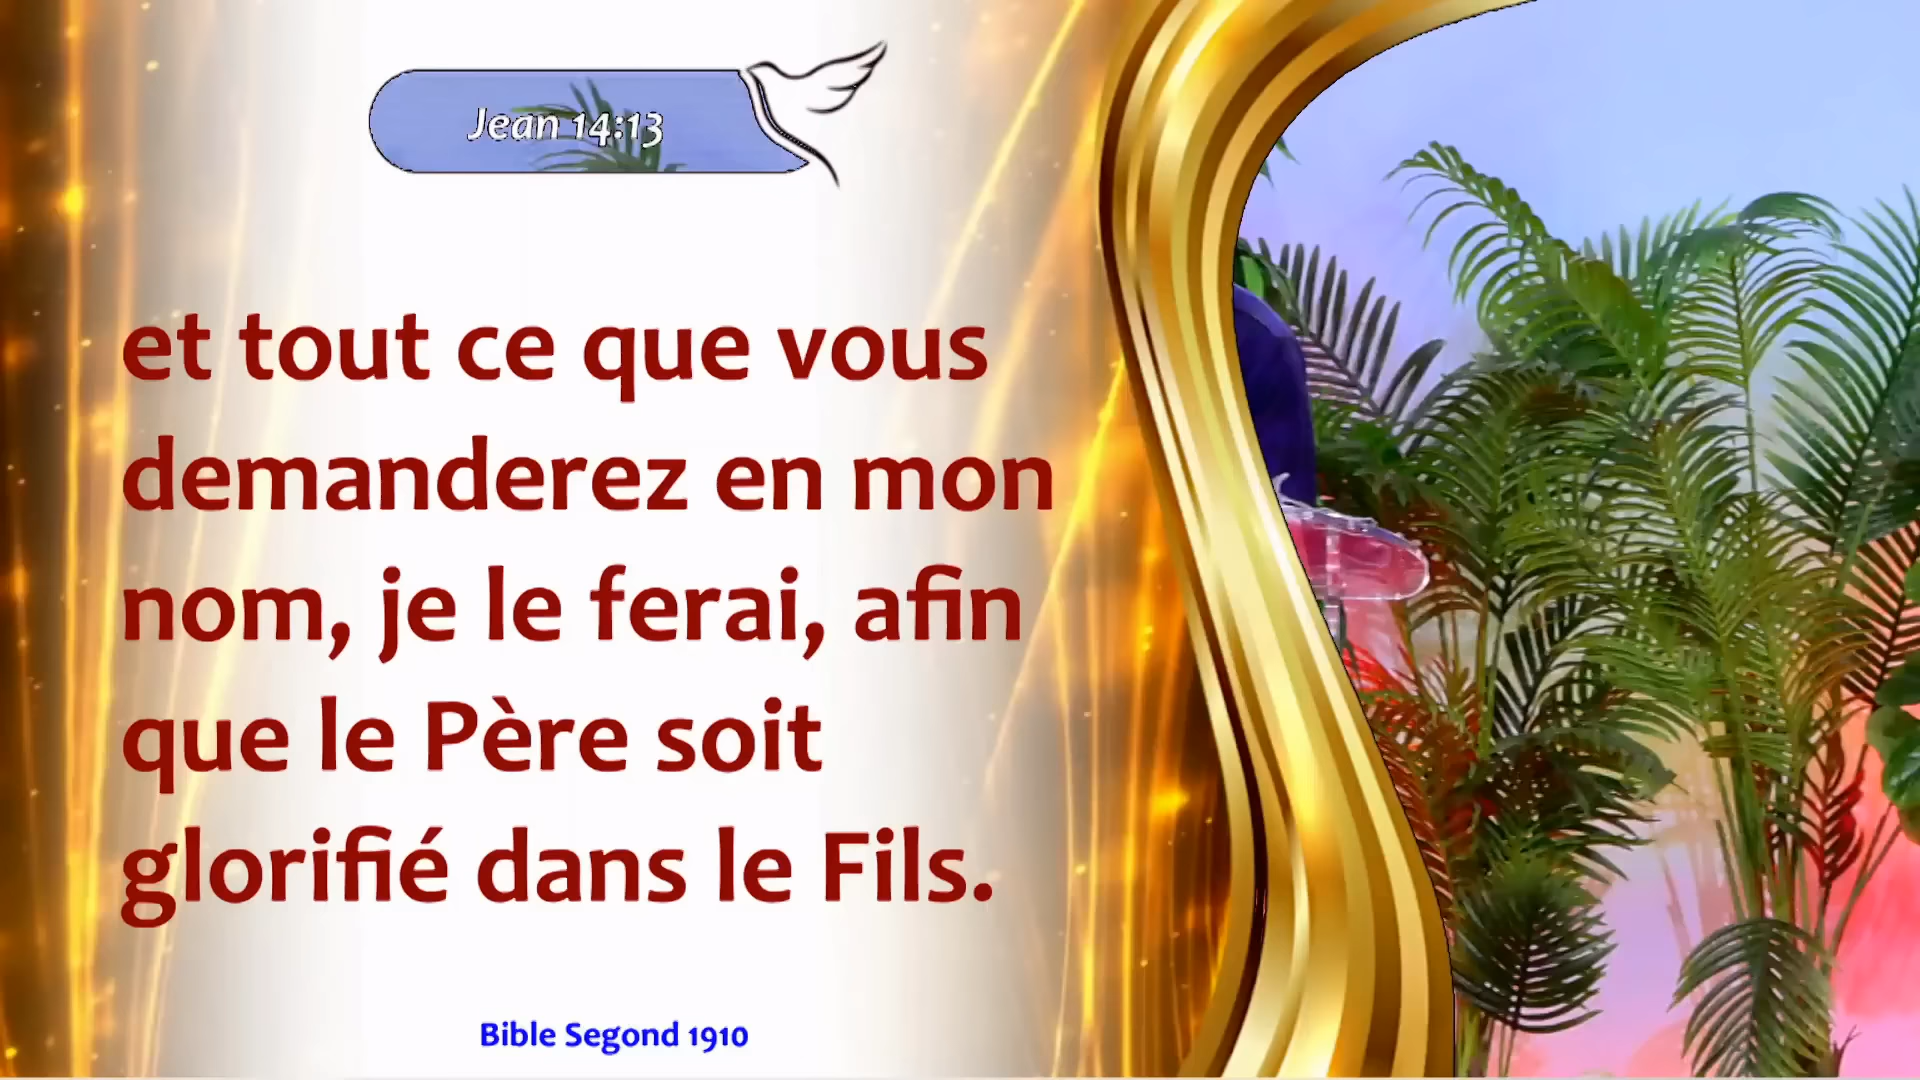 Jean 14:13
et tout ce que vous
demanderez en mon
nom, je le ferai, afin
que le Père soit
glorifié dans le Fils.
Bible Segond 1910